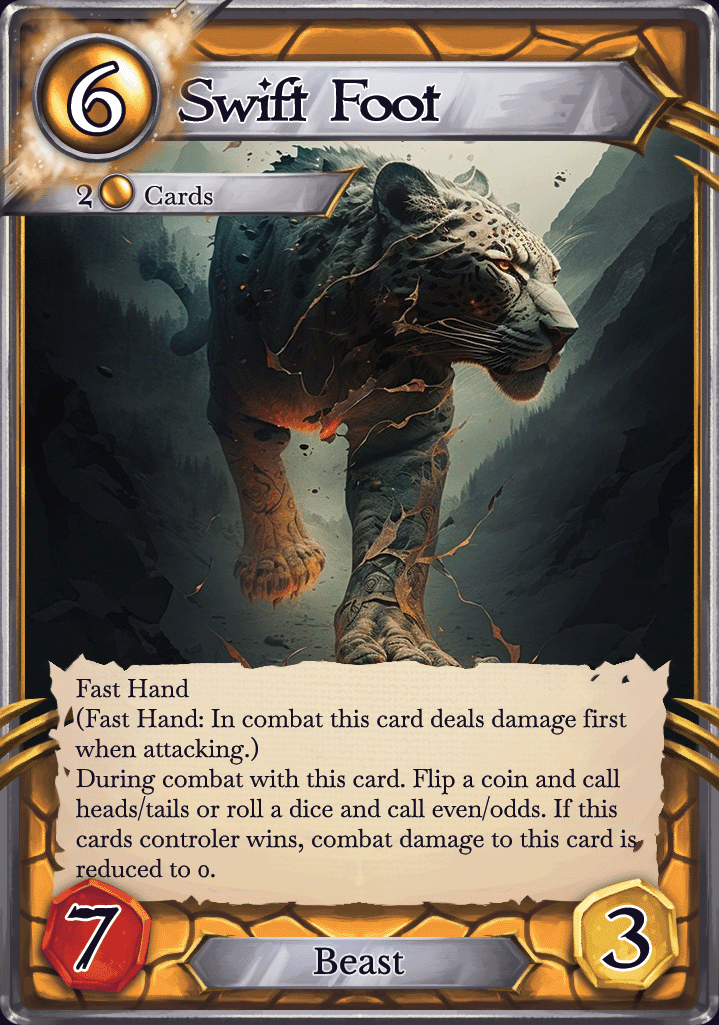 6
Swift Foot
2 Cards
Fast Hand
(Fast Hand: In combat this card deals damage first
when attacking.)
During combat with this card. Flip a coin and call
heads/tails or roll a dice and call even/odds. If this
cards controler wins, combat damage to this card is
reduced to 0.
7
Beast
3